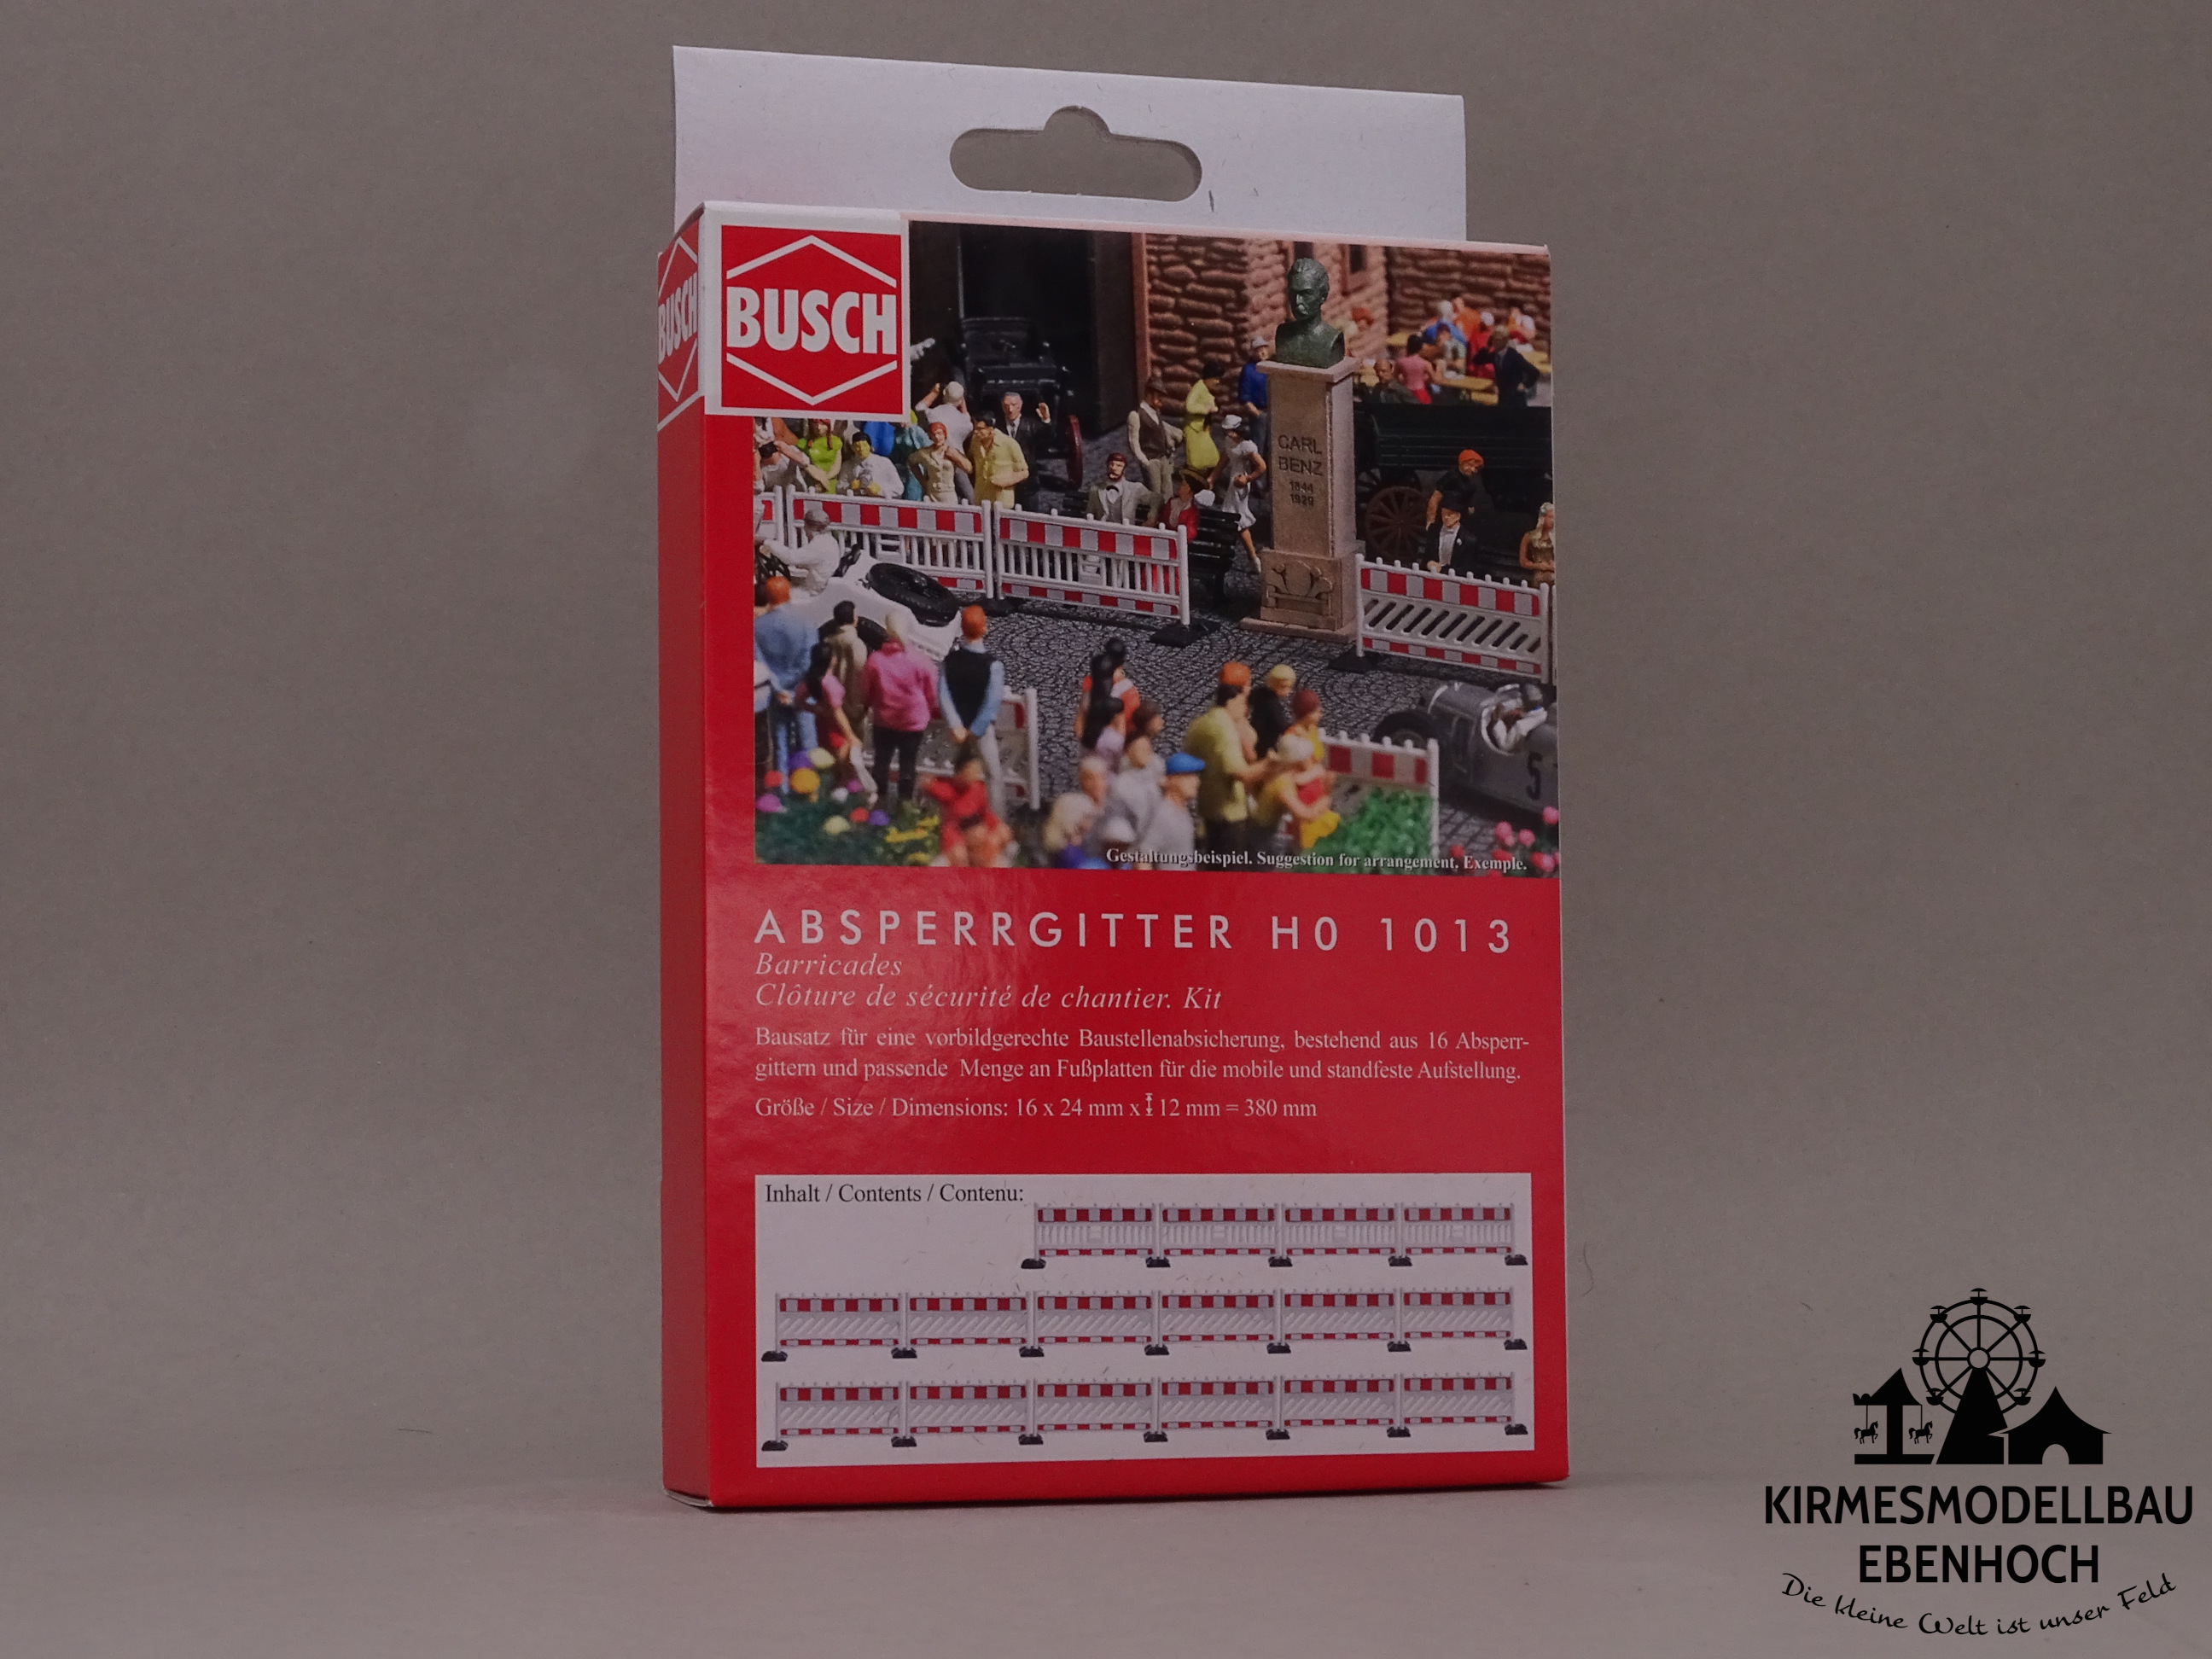 BUSCH
BUSCH
CARL
BENZ
1844
1929
5
Gestaltungsbeispiel. Suggestion for arrangement. Exemple.
ABSPERRGITTER H0 1013
Barricades
Clôture de sécurité de chantier. Kit
Bausatz für eine vorbildgerechte Baustellenabsicherung, bestehend aus 16 Absperr-
gittern und passende Menge an Fußplatten für die mobile und standfeste Aufstellung.
Größe / Size / Dimensions: 16 x 24 mm x 12 mm = 380 mm
Inhalt / Contents / Contenu:
KIRMESMODELLBAU
EBENHOCH
Die kleine Welt ist unser Feld